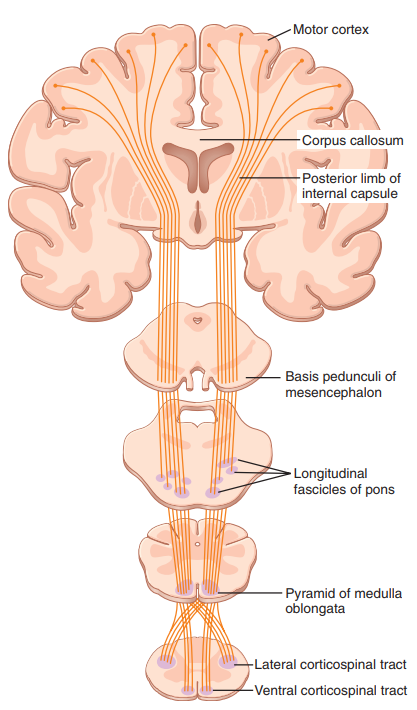 Motor cortex
Corpus callosum
Posterior limb of
internal capsule
Basis pedunculi of
mesencephalon
Longitudinal
fascicles of pons
Pyramid of medulla
oblongata
Lateral corticospinal tract
Ventral corticospinal tract